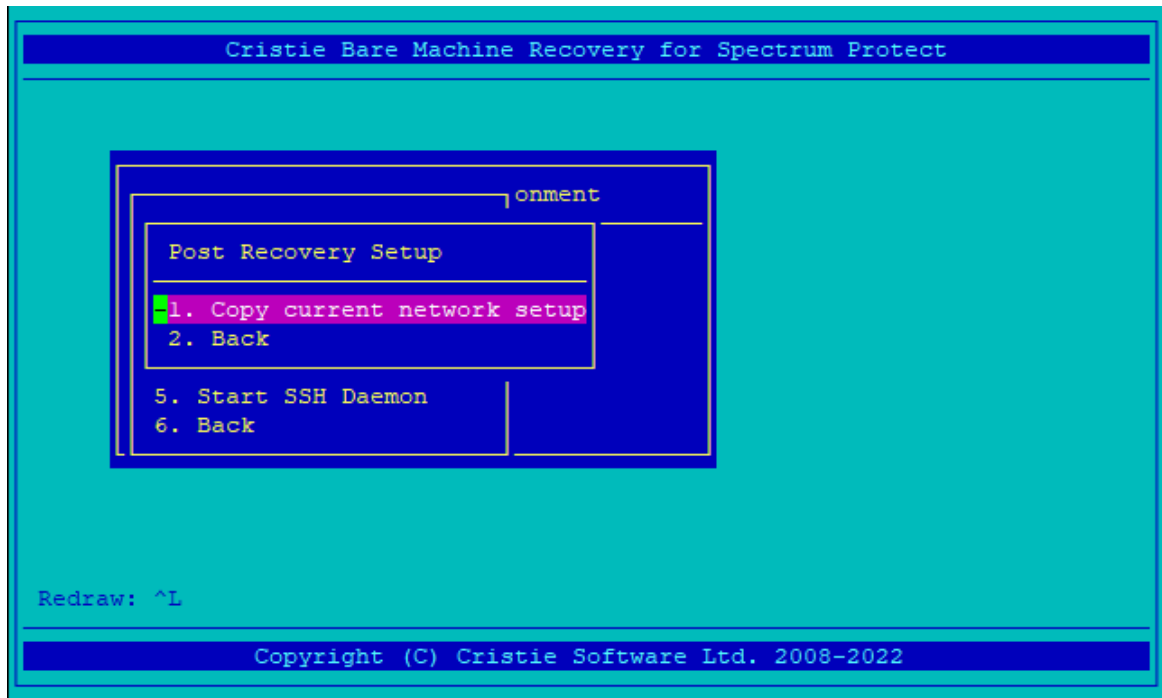 Cristie Bare Machine Recovery for Spectrum Protect
onment
Post Recovery Setup
1. Copy current network setup
2. Back
5. Start SSH Daemon
6. Back
Redraw: ^L
Copyright (C) Cristie Software Ltd. 2008-2022